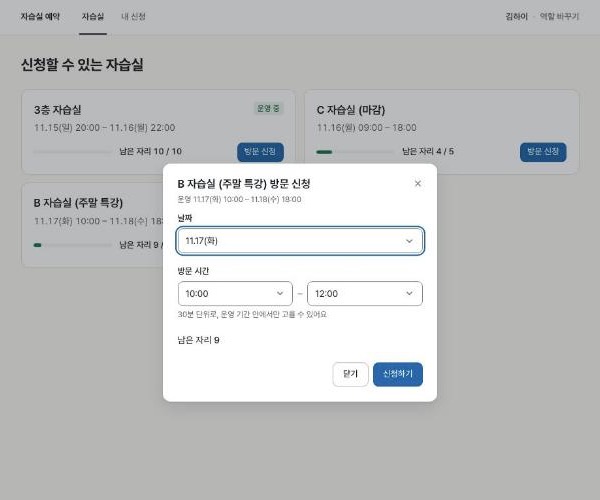 자습실 예약 자습실 내 신청 김하이 · 역할 바꾸기
신청할 수 있는 자습실
3층 자습실 운영 중
11.15(일) 20:00 – 11.16(월) 22:00
남은 자리 10 / 10 방문 신청
C 자습실 (마감)
11.16(월) 09:00 – 18:00
남은 자리 4 / 5 방문 신청
B 자습실 (주말 특강)
11.17(화) 10:00 – 11.18(수) 18:
남은 자리 9 /
B 자습실 (주말 특강) 방문 신청
운영 11.17(화) 10:00 – 11.18(수) 18:00
날짜
11.17(화)
방문 시간
10:00 – 12:00
30분 단위로, 운영 기간 안에서만 고를 수 있어요
남은 자리 9
닫기 신청하기